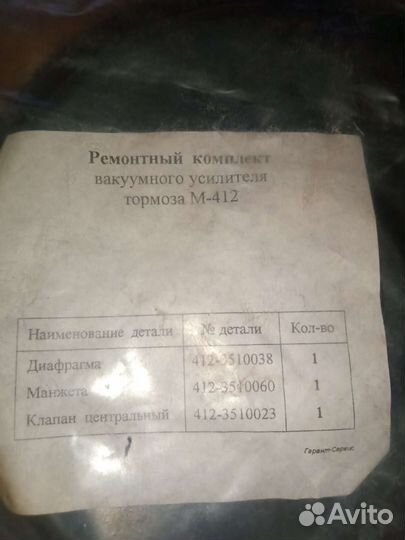 Ремонтный комплект
вакуумного усилителя
тормоза М-412
Наименование детали № детали Кол-во
Диафрагма 412-3510038 1
Манжета 412-3510060 1
Клапан центральный 412-3510023 1
Гарант-Сервис
Avito